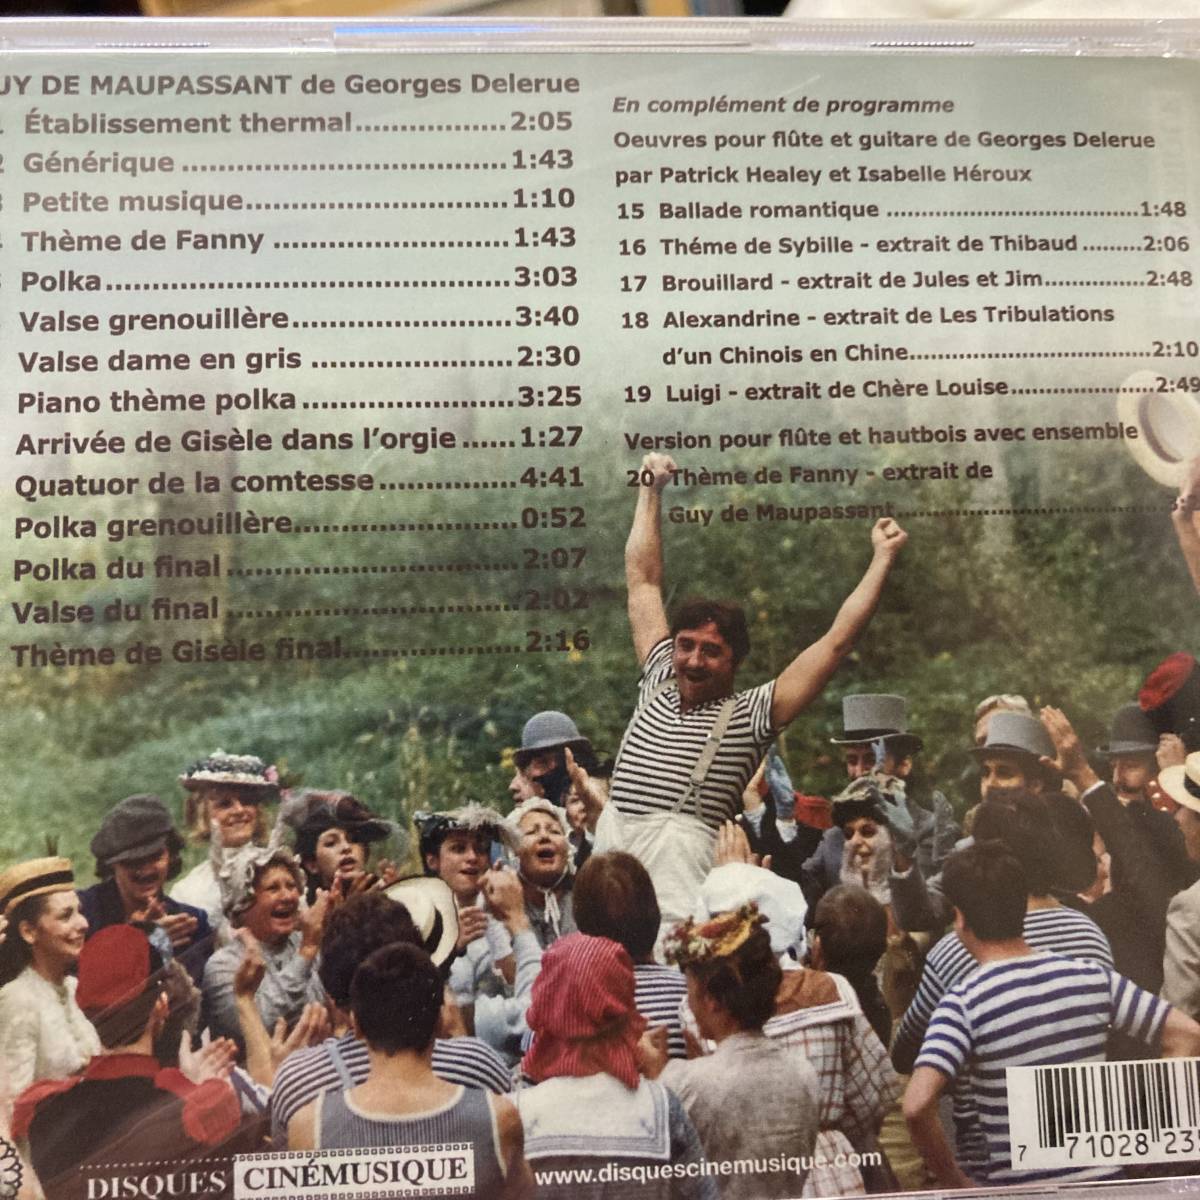 UY DE MAUPASSANT de Georges Delerue
Établissement thermal................2:05
Générique ..................................1:43
Petite musique............................1:10
Thème de Fanny .........................1:43
Polka...........................................3:03
Valse grenouillère.......................3:40
Valse dame en gris .....................2:30
Piano thème polka ......................3:25
Arrivée de Gisèle dans l'orgie ......1:27
Quatuor de la comtesse...............4:41
Polka grenouillère........................0:52
Polka du final ..............................2:07
Valse du final ..............................2:02
Thème de Gisèle final...................2:16
En complément de programme
Oeuvres pour flûte et guitare de Georges Delerue
par Patrick Healey et Isabelle Héroux
15 Ballade romantique ...................................1:48
16 Théme de Sybille - extrait de Thibaud .........2:06
17 Brouillard - extrait de Jules et Jim...............2:48
18 Alexandrine - extrait de Les Tribulations
d'un Chinois en Chine..................................2:10
19 Luigi - extrait de Chère Louise.....................2:49
Version pour flûte et hautbois avec ensemble
20 Thème de Fanny - extrait de
Guy de Maupassant.......................................
DISQUES CINÉMUSIQUE
www.disquescinemusique.com
7 71028 23